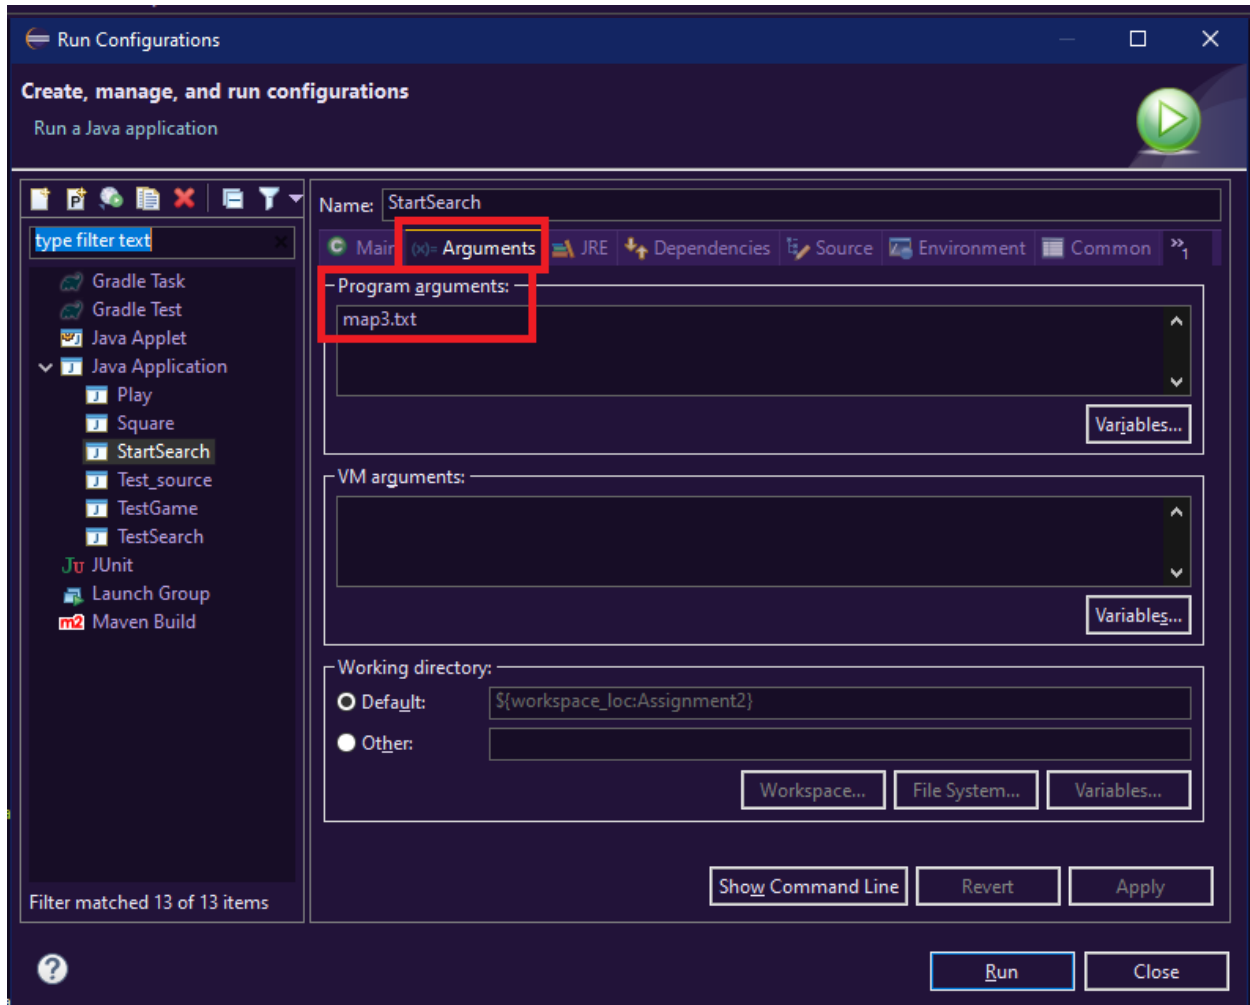 Run Configurations
Create, manage, and run configurations
Run a Java application
type filter text
Gradle Task
Gradle Test
Java Applet
Java Application
Play
Square
StartSearch
Test_source
TestGame
TestSearch
JUnit
Launch Group
Maven Build
Filter matched 13 of 13 items
Name: StartSearch
Main (x)= Arguments JRE Dependencies Source Environment Common »1
Program arguments:
map3.txt
Variables...
VM arguments:
Variables...
Working directory:
Default: ${workspace_loc:Assignment2}
Other:
Workspace... File System... Variables...
Show Command Line Revert Apply
Run Close